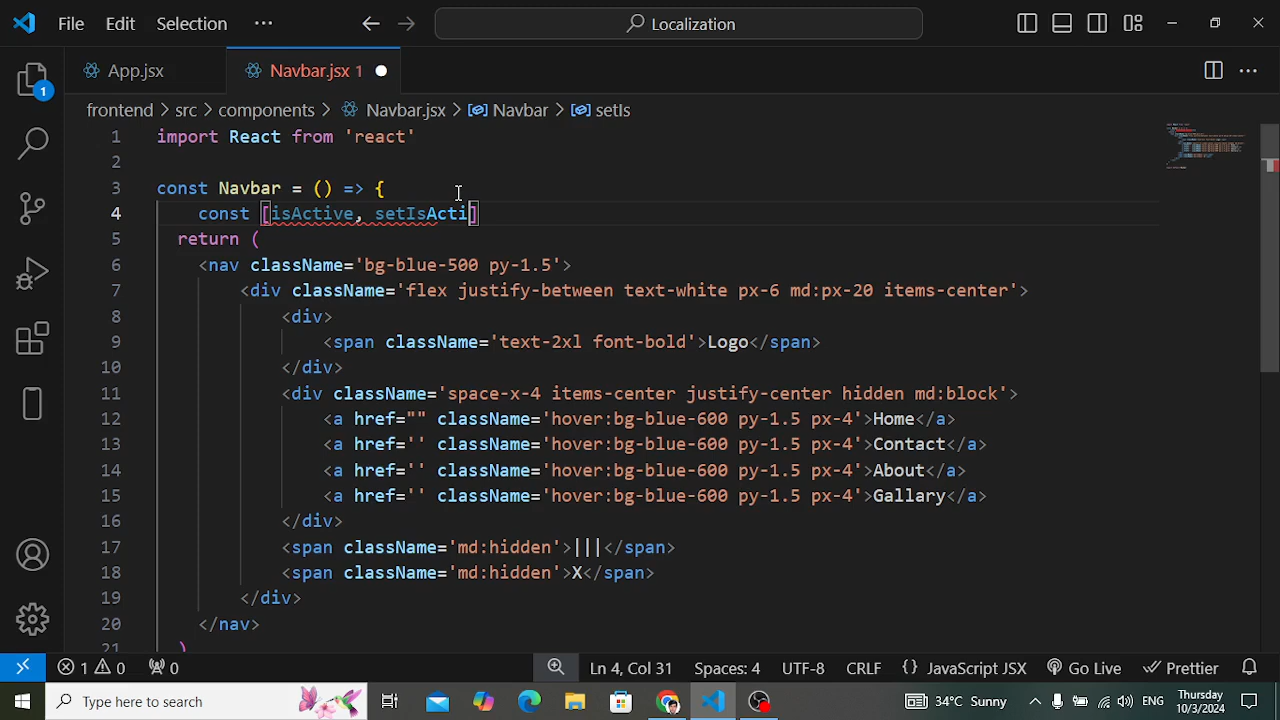 File Edit Selection ··· Localization
App.jsx Navbar.jsx 1
1
frontend > src > components > Navbar.jsx > Navbar > setIs
1 import React from 'react'
2
3 const Navbar = () => {
4 const [isActive, setIsActi]
5 return (
6 <nav className='bg-blue-500 py-1.5'>
7 <div className='flex justify-between text-white px-6 md:px-20 items-center'>
8 <div>
9 <span className='text-2xl font-bold'>Logo</span>
10 </div>
11 <div className='space-x-4 items-center justify-center hidden md:block'>
12 <a href="" className='hover:bg-blue-600 py-1.5 px-4'>Home</a>
13 <a href='' className='hover:bg-blue-600 py-1.5 px-4'>Contact</a>
14 <a href='' className='hover:bg-blue-600 py-1.5 px-4'>About</a>
15 <a href='' className='hover:bg-blue-600 py-1.5 px-4'>Gallary</a>
16 </div>
17 <span className='md:hidden'>|||</span>
18 <span className='md:hidden'>X</span>
19 </div>
20 </nav>
21 )
1 0 0 Ln 4, Col 31 Spaces: 4 UTF-8 CRLF {} JavaScript JSX Go Live Prettier
Type here to search 34°C Sunny ENG Thursday
10/3/2024